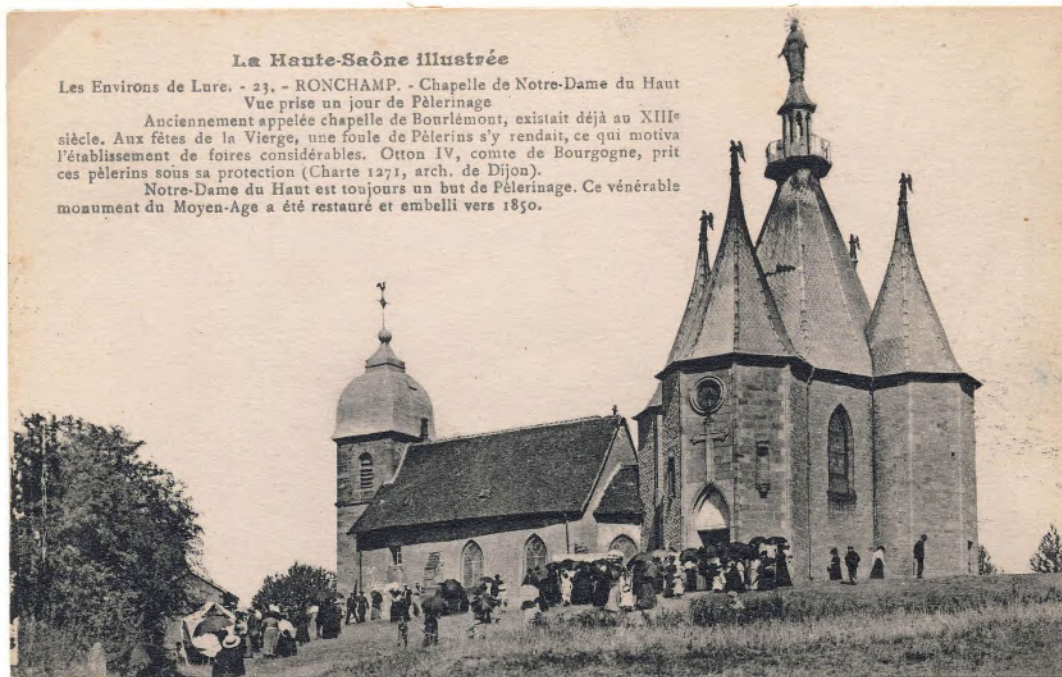 La Haute-Saône illustrée
Les Environs de Lure. - 23. - RONCHAMP. - Chapelle de Notre-Dame du Haut
Vue prise un jour de Pèlerinage
Anciennement appelée chapelle de Bourlémont, existait déjà au XIIIe
siècle. Aux fêtes de la Vierge, une foule de Pèlerins s'y rendait, ce qui motiva
l'établissement de foires considérables. Otton IV, comte de Bourgogne, prit
ces pèlerins sous sa protection (Charte 1271, arch. de Dijon).
Notre-Dame du Haut est toujours un but de Pèlerinage. Ce vénérable
monument du Moyen-Age a été restauré et embelli vers 1850.